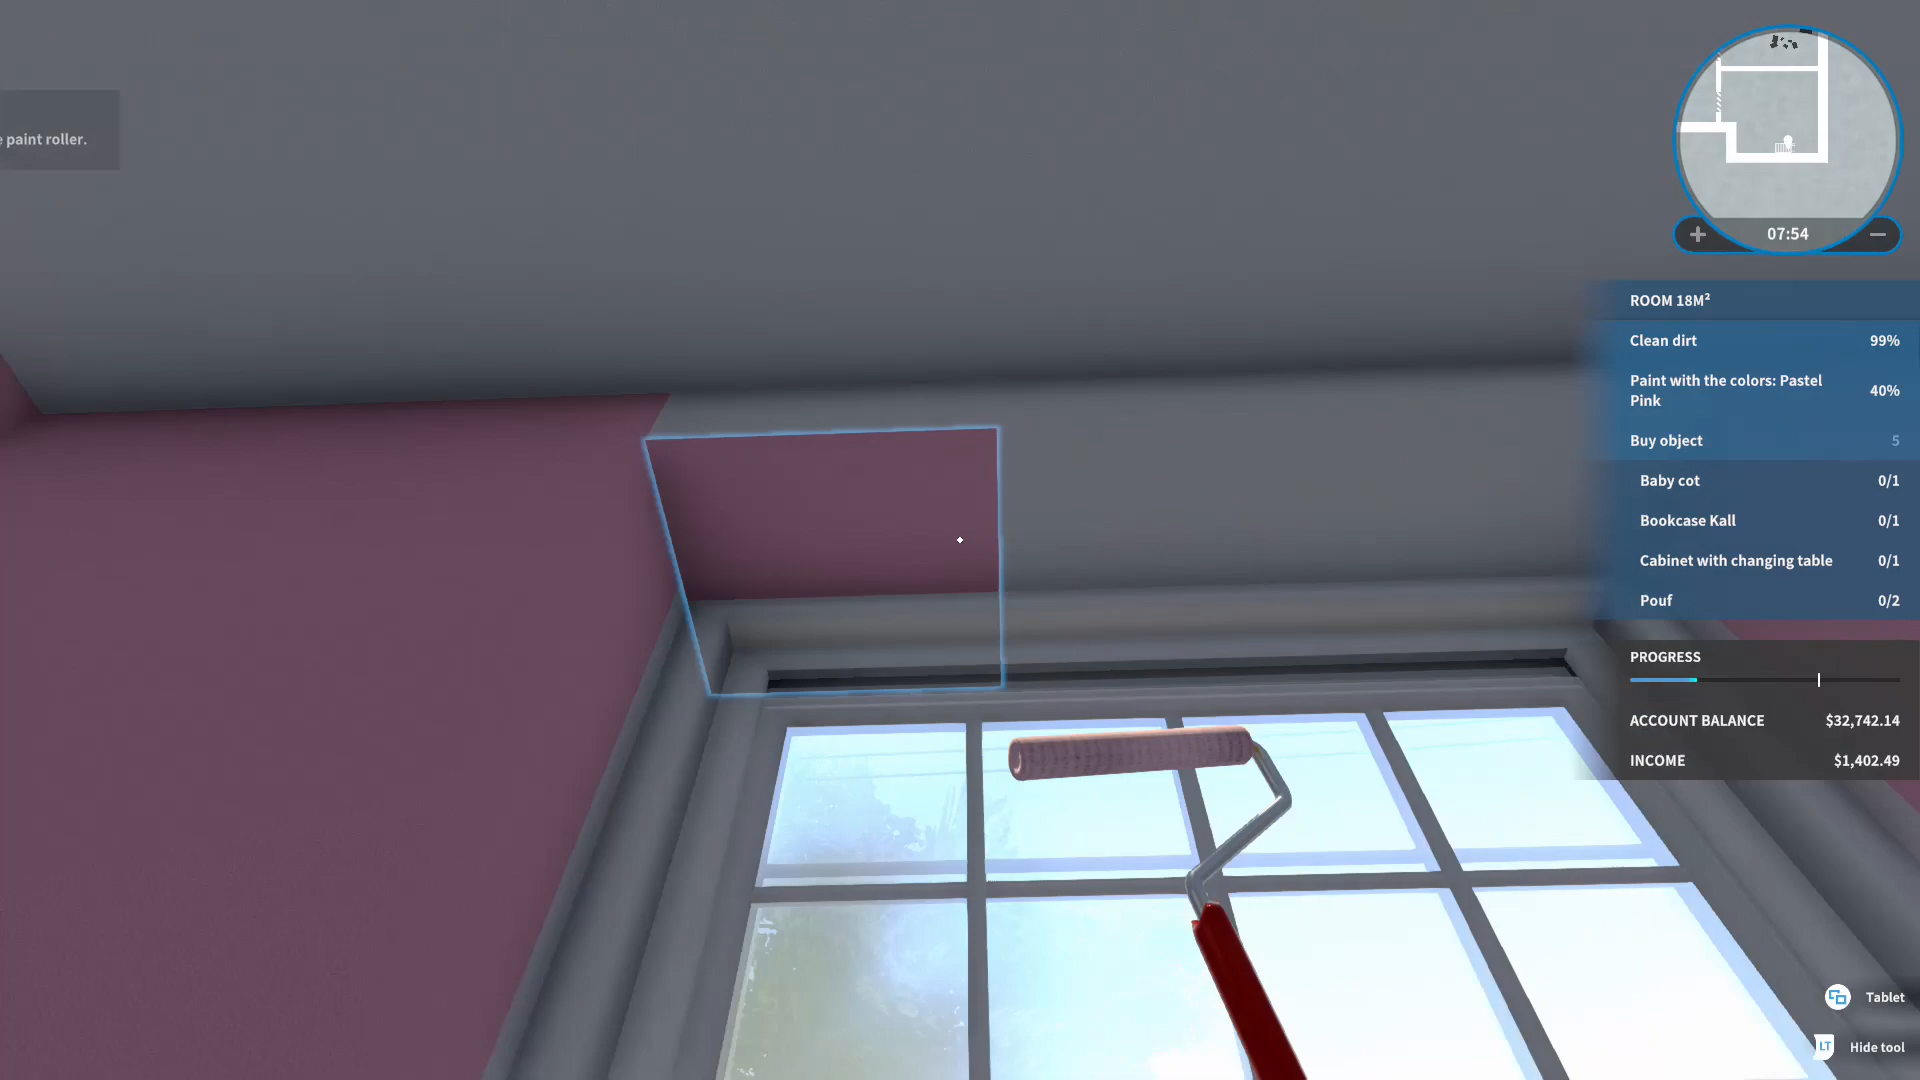 paint roller.
07:54
ROOM 18M²
Clean dirt 99%
Paint with the colors: Pastel
Pink 40%
Buy object 5
Baby cot 0/1
Bookcase Kall 0/1
Cabinet with changing table 0/1
Pouf 0/2
PROGRESS
ACCOUNT BALANCE $32,742.14
INCOME $1,402.49
Tablet
LT Hide tool